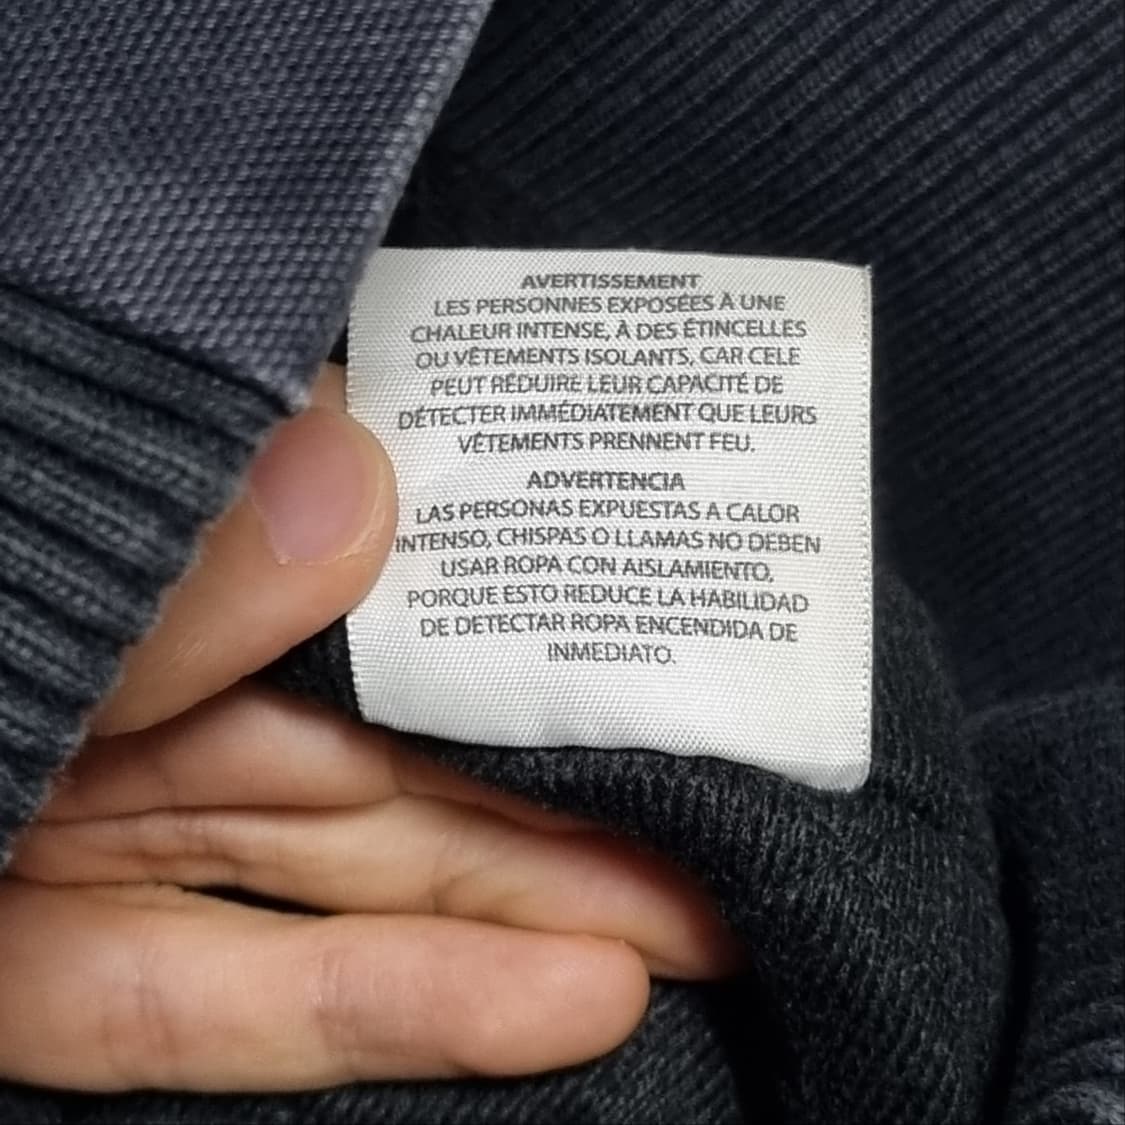 AVERTISSEMENT
LES PERSONNES EXPOSÉES À UNE
CHALEUR INTENSE, À DES ÉTINCELLES
OU VÊTEMENTS ISOLANTS, CAR CELE
PEUT RÉDUIRE LEUR CAPACITÉ DE
DÉTECTER IMMÉDIATEMENT QUE LEURS
VÊTEMENTS PRENNENT FEU.
ADVERTENCIA
LAS PERSONAS EXPUESTAS A CALOR
INTENSO, CHISPAS O LLAMAS NO DEBEN
USAR ROPA CON AISLAMIENTO,
PORQUE ESTO REDUCE LA HABILIDAD
DE DETECTAR ROPA ENCENDIDA DE
INMEDIATO.